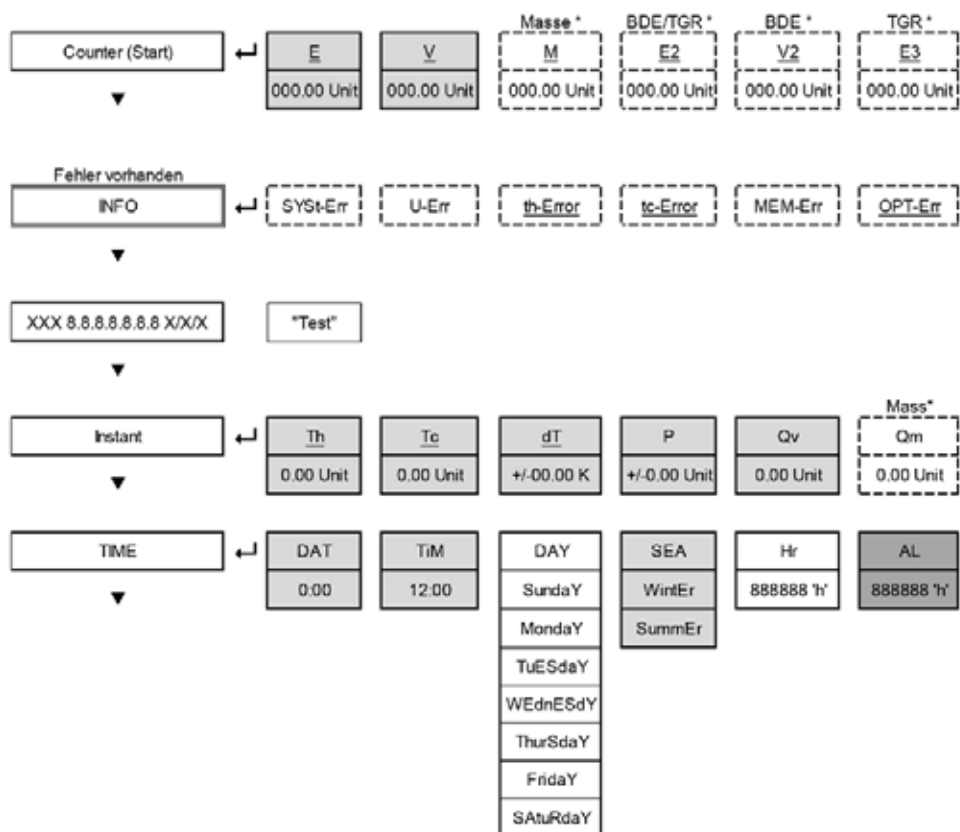 Masse * BDE/TGR * BDE * TGR *
Counter (Start) E V M E2 V2 E3
000.00 Unit 000.00 Unit 000.00 Unit 000.00 Unit 000.00 Unit 000.00 Unit
Fehler vorhanden
INFO SYSt-Err U-Err th-Error tc-Error MEM-Err OPT-Err
XXX 8.8.8.8.8.8.8 X/X/X "Test"
Mass*
Instant Th Tc dT P Qv Qm
0.00 Unit 0.00 Unit +/-00.00 K +/-0.00 Unit 0.00 Unit 0.00 Unit
TIME DAT TiM DAY SEA Hr AL
0:00 12:00 SundaY WintEr 888888 'h' 888888 'h'
MondaY SummEr
TuESdaY
WEdnESdY
ThurSdaY
FridaY
SAtuRdaY